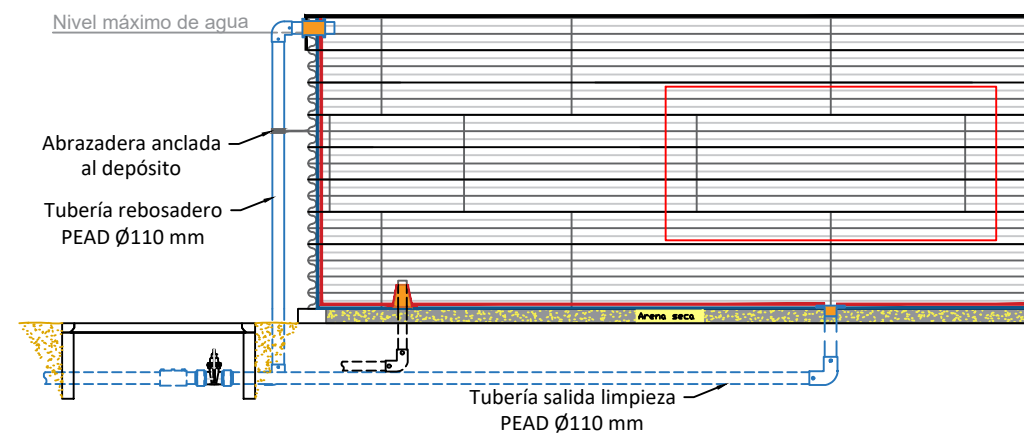 Nivel máximo de agua
Abrazadera anclada
al depósito
Tubería rebosadero
PEAD Ø110 mm
Arena seca
Tubería salida limpieza
PEAD Ø110 mm